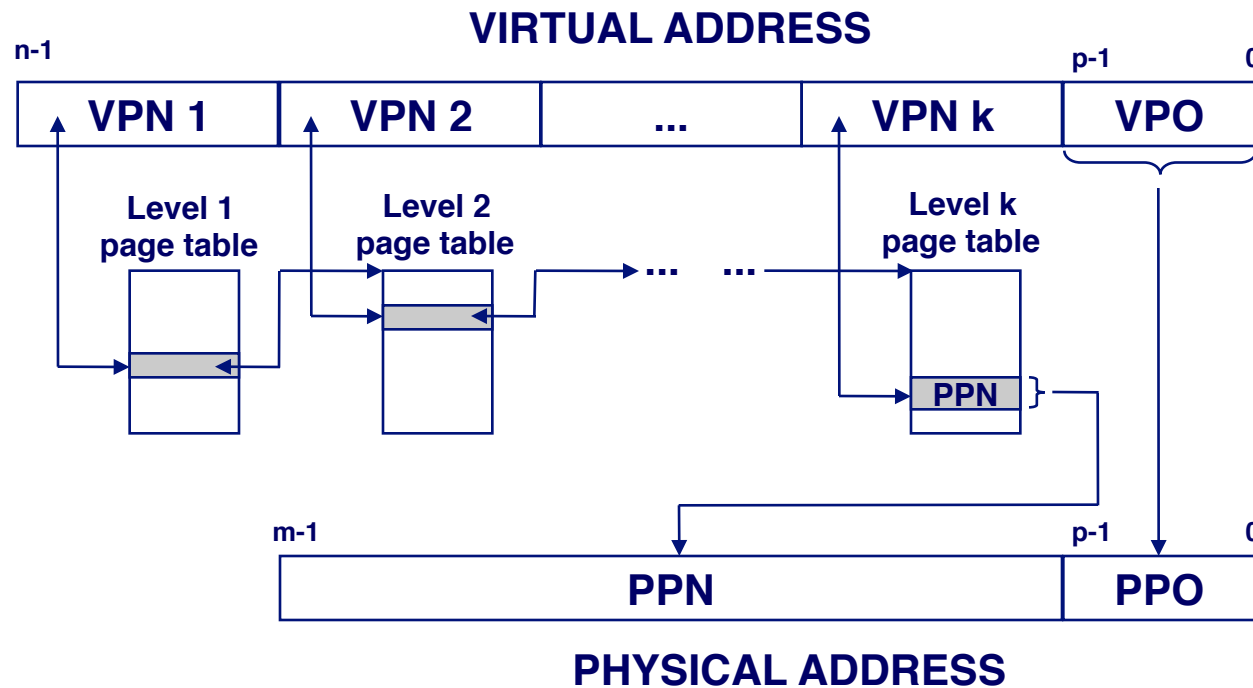 VIRTUAL ADDRESS
n-1
p-1
0
VPN 1
VPN 2
...
VPN k
VPO
Level 1
page table
Level 2
page table
Level k
page table
... ...
PPN
m-1
p-1
0
PPN
PPO
PHYSICAL ADDRESS